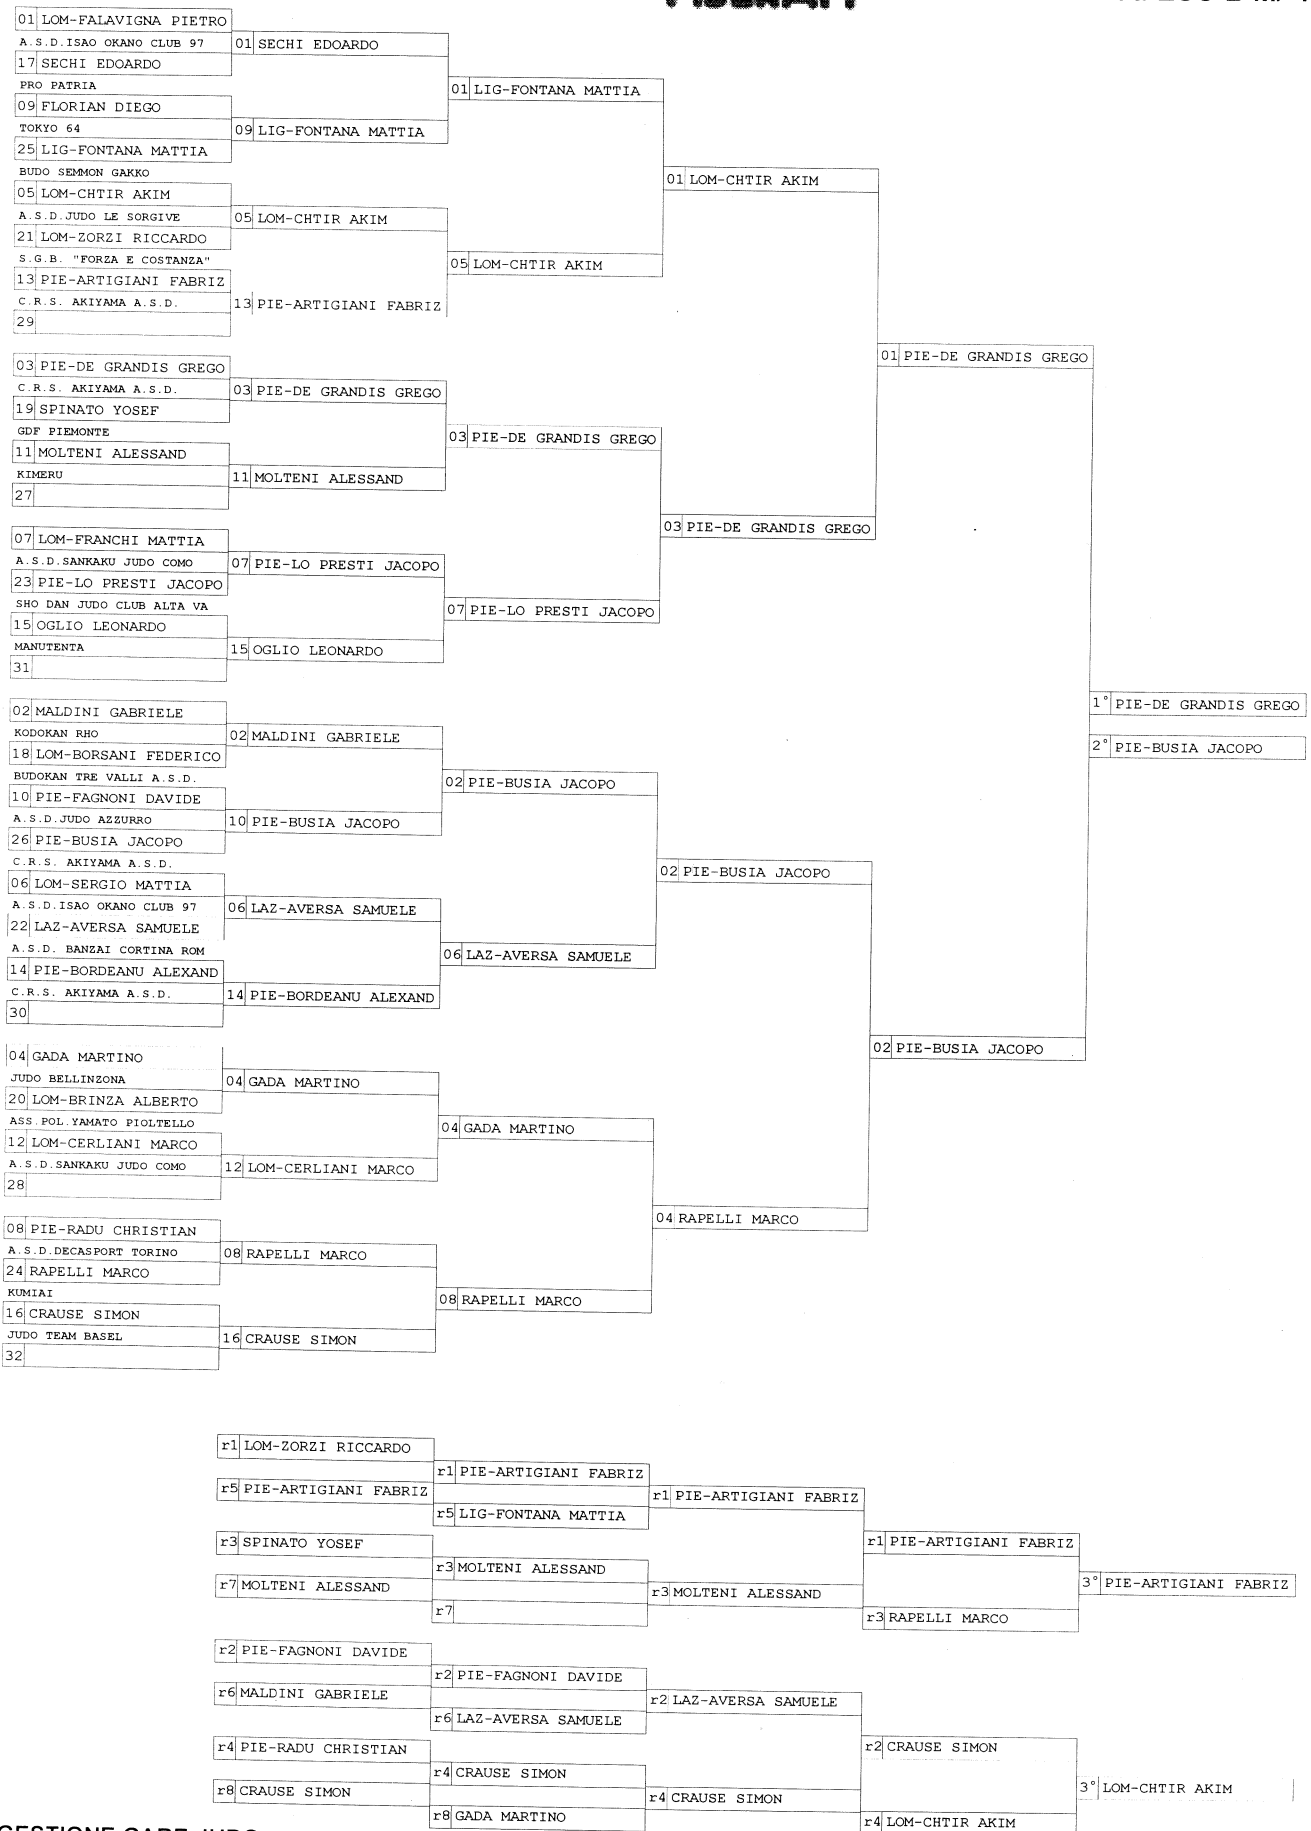 01 LOM-FALAVIGNA PIETRO
A.S.D.ISAO OKANO CLUB 97
17 SECHI EDOARDO
PRO PATRIA
09 FLORIAN DIEGO
TOKYO 64
25 LIG-FONTANA MATTIA
BUDO SEMMON GAKKO
05 LOM-CHTIR AKIM
A.S.D.JUDO LE SORGIVE
21 LOM-ZORZI RICCARDO
S.G.B. "FORZA E COSTANZA"
13 PIE-ARTIGIANI FABRIZ
C.R.S. AKIYAMA A.S.D.
29
03 PIE-DE GRANDIS GREGO
C.R.S. AKIYAMA A.S.D.
19 SPINATO YOSEF
GDF PIEMONTE
11 MOLTENI ALESSAND
KIMERU
27
07 LOM-FRANCHI MATTIA
A.S.D.SANKAKU JUDO COMO
23 PIE-LO PRESTI JACOPO
SHO DAN JUDO CLUB ALTA VA
15 OGLIO LEONARDO
MANUTENTA
31
02 MALDINI GABRIELE
KODOKAN RHO
18 LOM-BORSANI FEDERICO
BUDOKAN TRE VALLI A.S.D.
10 PIE-FAGNONI DAVIDE
A.S.D.JUDO AZZURRO
26 PIE-BUSIA JACOPO
C.R.S. AKIYAMA A.S.D.
06 LOM-SERGIO MATTIA
A.S.D.ISAO OKANO CLUB 97
22 LAZ-AVERSA SAMUELE
A.S.D. BANZAI CORTINA ROM
14 PIE-BORDEANU ALEXAND
C.R.S. AKIYAMA A.S.D.
30
04 GADA MARTINO
JUDO BELLINZONA
20 LOM-BRINZA ALBERTO
ASS.POL.YAMATO PIOLTELLO
12 LOM-CERLIANI MARCO
A.S.D.SANKAKU JUDO COMO
28
08 PIE-RADU CHRISTIAN
A.S.D.DECASPORT TORINO
24 RAPELLI MARCO
KUMIAI
16 CRAUSE SIMON
JUDO TEAM BASEL
32
01 SECHI EDOARDO
09 LIG-FONTANA MATTIA
05 LOM-CHTIR AKIM
13 PIE-ARTIGIANI FABRIZ
03 PIE-DE GRANDIS GREGO
11 MOLTENI ALESSAND
07 PIE-LO PRESTI JACOPO
15 OGLIO LEONARDO
02 MALDINI GABRIELE
10 PIE-BUSIA JACOPO
06 LAZ-AVERSA SAMUELE
14 PIE-BORDEANU ALEXAND
04 GADA MARTINO
12 LOM-CERLIANI MARCO
08 RAPELLI MARCO
16 CRAUSE SIMON
01 LIG-FONTANA MATTIA
05 LOM-CHTIR AKIM
03 PIE-DE GRANDIS GREGO
07 PIE-LO PRESTI JACOPO
02 PIE-BUSIA JACOPO
06 LAZ-AVERSA SAMUELE
04 GADA MARTINO
08 RAPELLI MARCO
01 LOM-CHTIR AKIM
03 PIE-DE GRANDIS GREGO
02 PIE-BUSIA JACOPO
04 RAPELLI MARCO
01 PIE-DE GRANDIS GREGO
02 PIE-BUSIA JACOPO
1° PIE-DE GRANDIS GREGO
2° PIE-BUSIA JACOPO
r1 LOM-ZORZI RICCARDO
r5 PIE-ARTIGIANI FABRIZ
r3 SPINATO YOSEF
r7 MOLTENI ALESSAND
r2 PIE-FAGNONI DAVIDE
r6 MALDINI GABRIELE
r4 PIE-RADU CHRISTIAN
r8 CRAUSE SIMON
r1 PIE-ARTIGIANI FABRIZ
r5 LIG-FONTANA MATTIA
r3 MOLTENI ALESSAND
r7
r2 PIE-FAGNONI DAVIDE
r6 LAZ-AVERSA SAMUELE
r4 CRAUSE SIMON
r8 GADA MARTINO
r1 PIE-ARTIGIANI FABRIZ
r3 MOLTENI ALESSAND
r2 LAZ-AVERSA SAMUELE
r4 CRAUSE SIMON
r1 PIE-ARTIGIANI FABRIZ
r3 RAPELLI MARCO
r2 CRAUSE SIMON
r4 LOM-CHTIR AKIM
3° PIE-ARTIGIANI FABRIZ
3° LOM-CHTIR AKIM